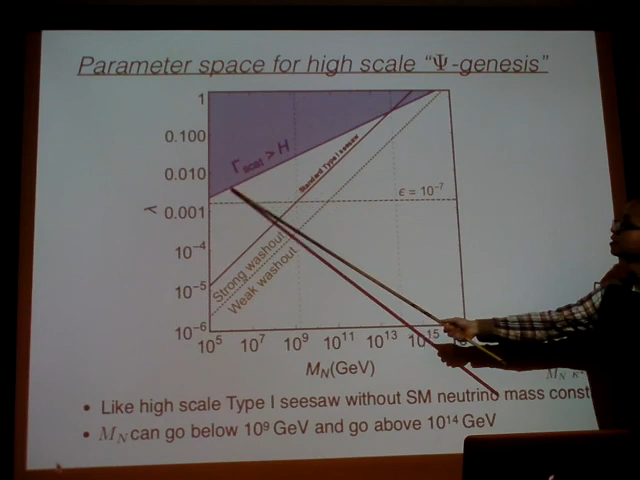 Parameter space for high scale “Ψ-genesis”
1
0.100
0.010
0.001
10⁻⁴
10⁻⁵
10⁻⁶
λ
Γscat > H
Standard Type I seesaw
ϵ = 10⁻⁷
Strong washout
Weak washout
10⁵ 10⁷ 10⁹ 10¹¹ 10¹³ 10¹⁵
M_N(GeV)
• Like high scale Type I seesaw without SM neutrino mass const
• M_N can go below 10⁹ GeV and go above 10¹⁴ GeV